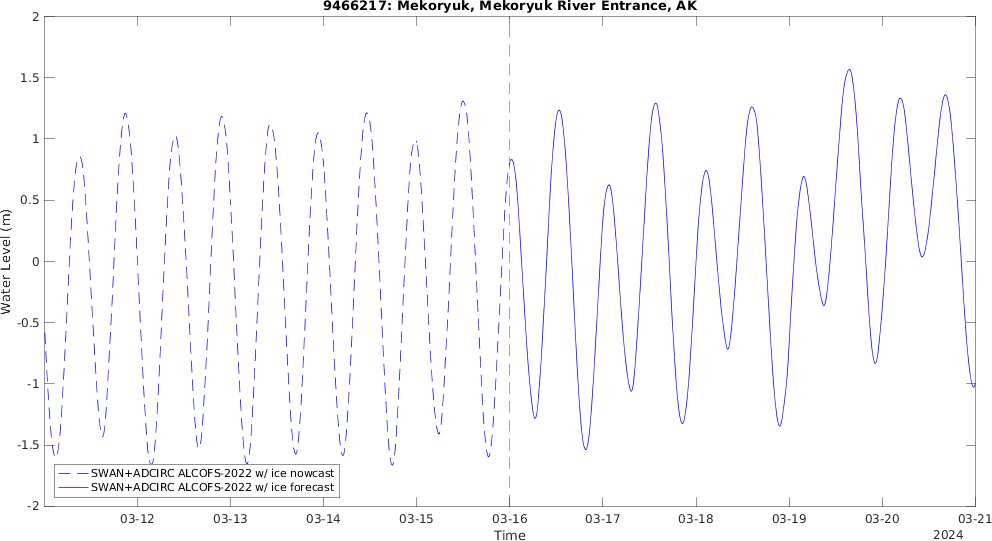 9466217: Mekoryuk, Mekoryuk River Entrance, AK
2
1.5
1
0.5
0
-0.5
-1
-1.5
-2
Water Level (m)
SWAN+ADCIRC ALCOFS-2022 w/ ice nowcast
SWAN+ADCIRC ALCOFS-2022 w/ ice forecast
03-12 03-13 03-14 03-15 03-16 03-17 03-18 03-19 03-20 03-21
Time
2024